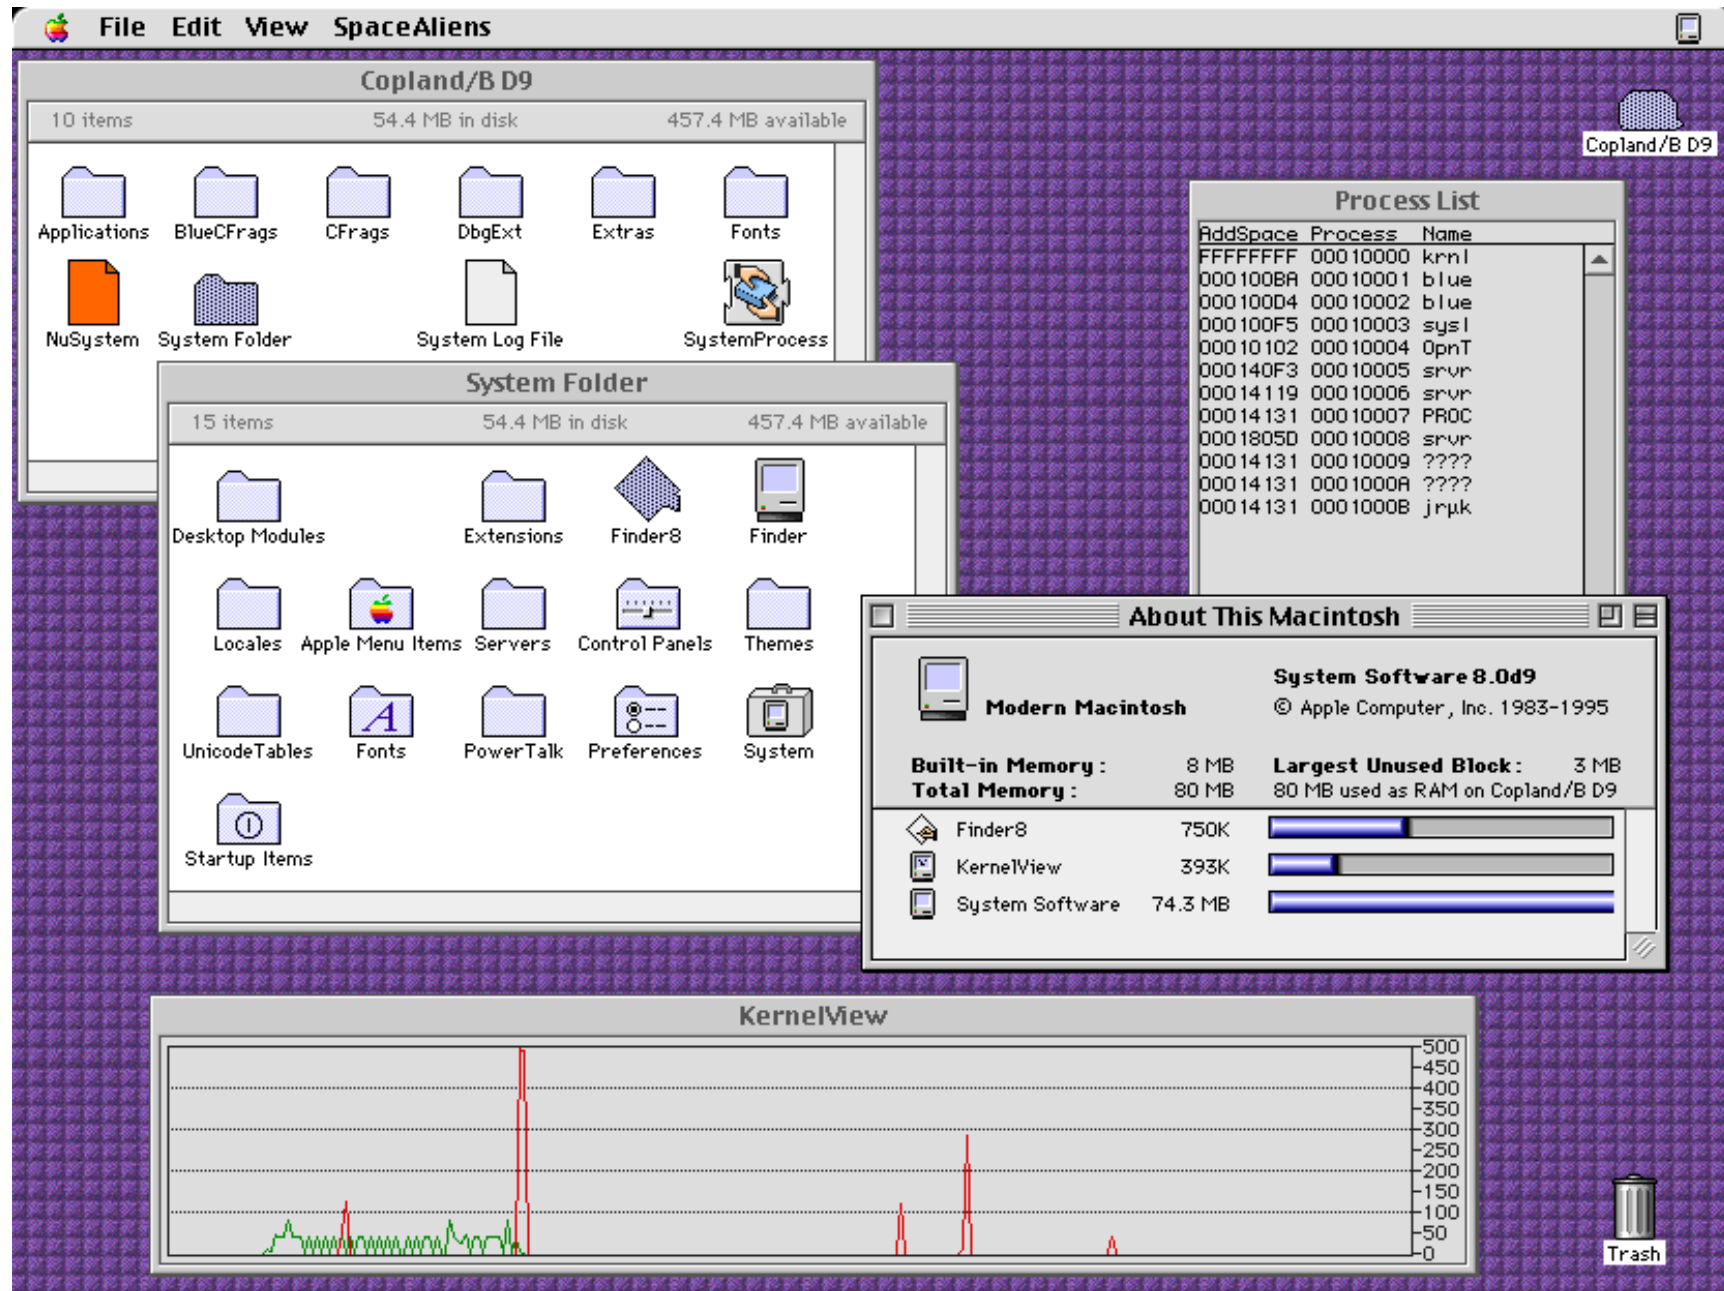 File Edit View SpaceAliens
Copland/B D9
10 items 54.4 MB in disk 457.4 MB available
Applications BlueCFrags CFrags DbgExt Extras Fonts
NuSystem System Folder System Log File SystemProcess
Copland/B D9
Process List
AddSpace Process Name
FFFFFFFF 00010000 krnl
000100BA 00010001 blue
000100D4 00010002 blue
000100F5 00010003 sysl
00010102 00010004 OpnT
000140F3 00010005 srvr
00014119 00010006 srvr
00014131 00010007 PROC
0001805D 00010008 srvr
00014131 00010009 ????
00014131 0001000A ????
00014131 0001000B jrµk
System Folder
15 items 54.4 MB in disk 457.4 MB available
Desktop Modules Extensions Finder8 Finder
Locales Apple Menu Items Servers Control Panels Themes
UnicodeTables Fonts PowerTalk Preferences System
Startup Items
About This Macintosh
System Software 8.0d9
Modern Macintosh © Apple Computer, Inc. 1983-1995
Built-in Memory: 8 MB Largest Unused Block: 3 MB
Total Memory: 80 MB 80 MB used as RAM on Copland/B D9
Finder8 750K
KernelView 393K
System Software 74.3 MB
KernelView
500
450
400
350
300
250
200
150
100
50
0
Trash